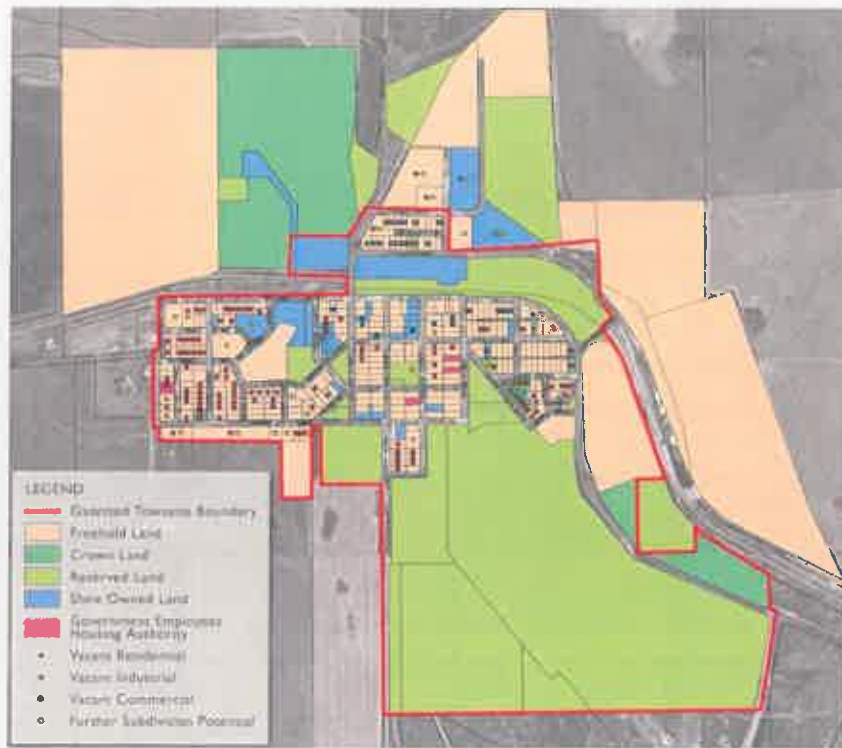 LEGEND
Gazetted Townsite Boundary
Freehold Land
Crown Land
Reserved Land
Shire Owned Land
Government Employees
Housing Authority
Vacant Residential
Vacant Industrial
Vacant Commercial
Further Subdivision Potential